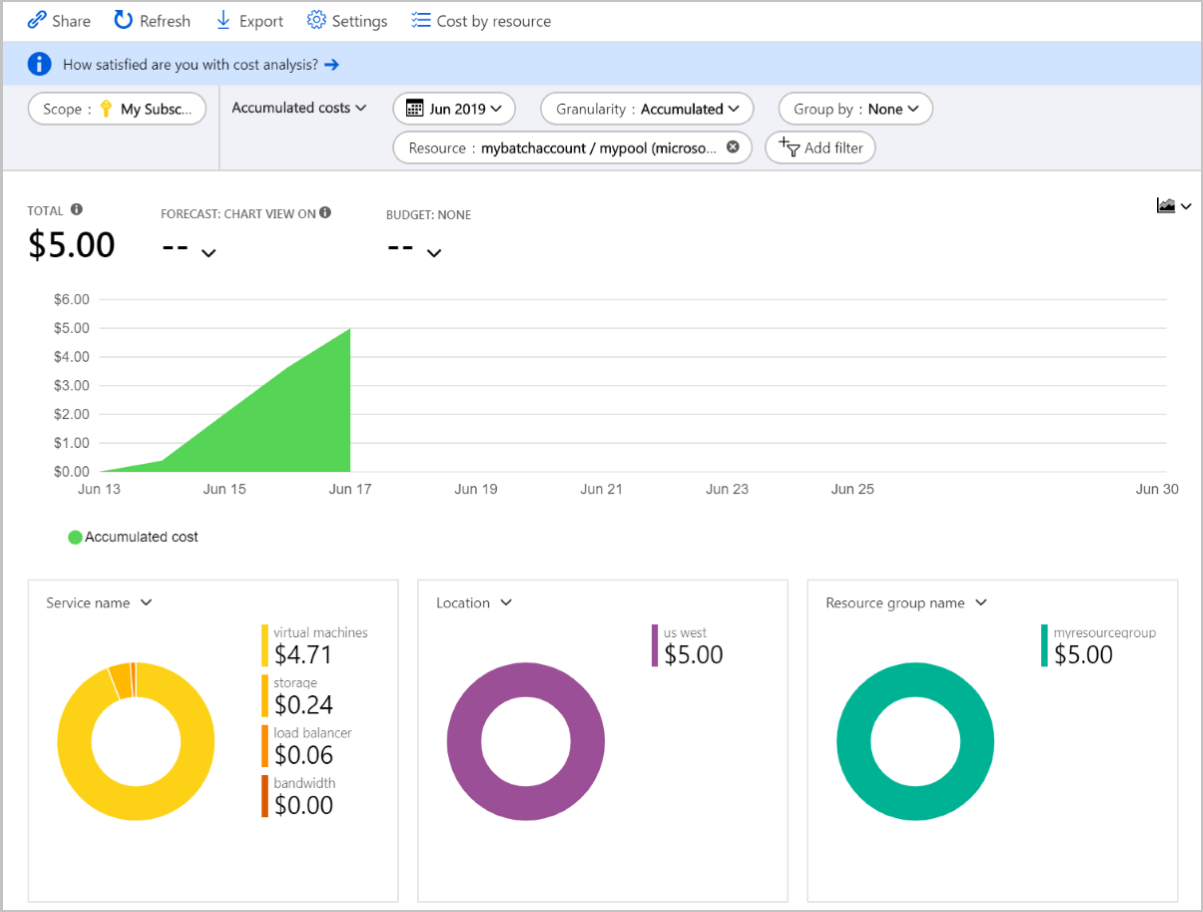 Share Refresh Export Settings Cost by resource
How satisfied are you with cost analysis?
Scope : My Subsc... Accumulated costs Jun 2019 Granularity : Accumulated Group by : None
Resource : mybatchaccount / mypool (microso... Add filter
TOTAL FORECAST: CHART VIEW ON BUDGET: NONE
$5.00 -- --
$6.00
$5.00
$4.00
$3.00
$2.00
$1.00
$0.00
Jun 13 Jun 15 Jun 17 Jun 19 Jun 21 Jun 23 Jun 25 Jun 30
Accumulated cost
Service name
virtual machines
$4.71
storage
$0.24
load balancer
$0.06
bandwidth
$0.00
Location
us west
$5.00
Resource group name
myresourcegroup
$5.00